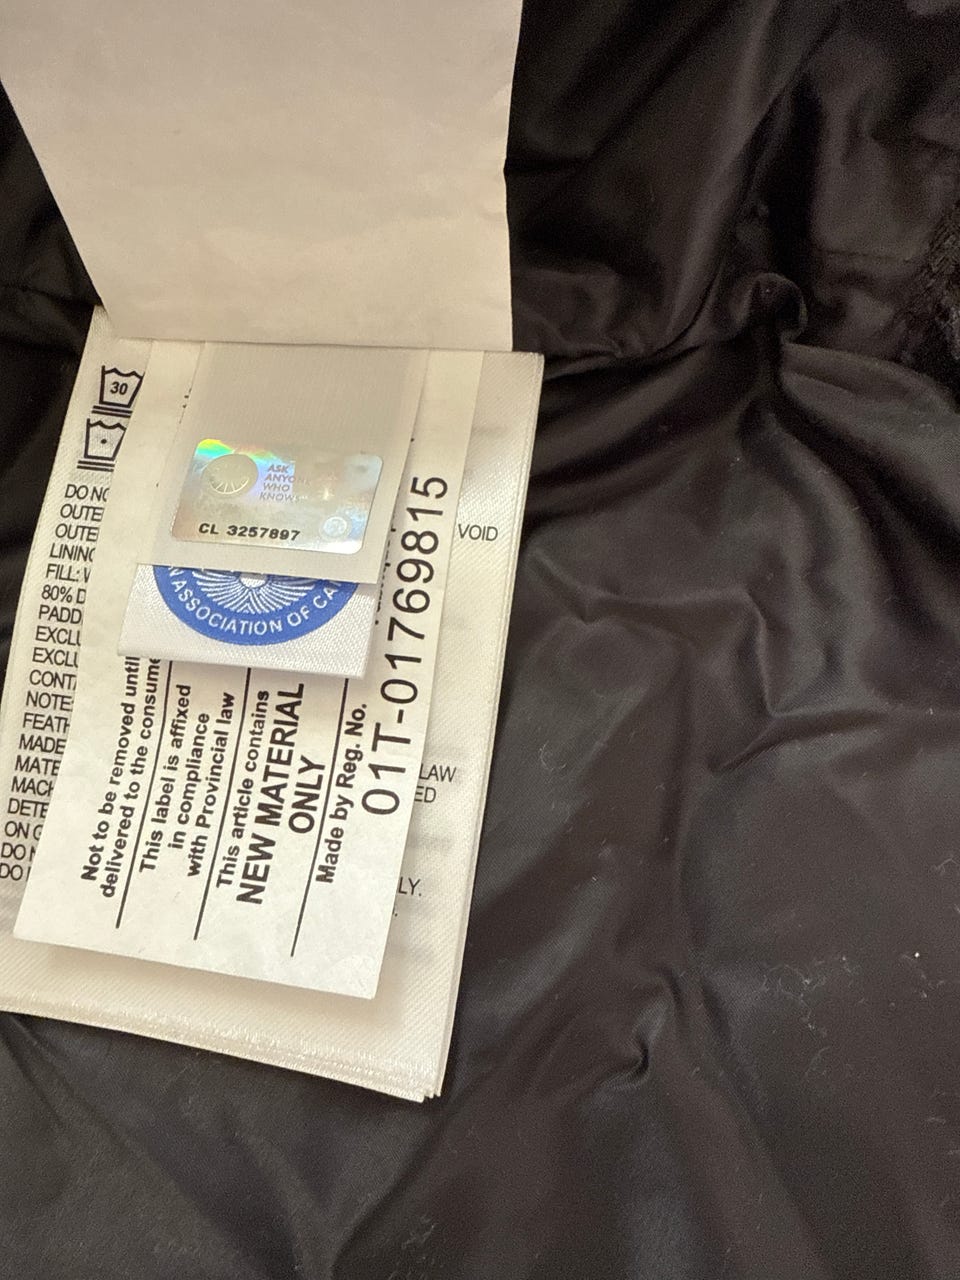 30
DO NO
OUTE
OUTE
LINING
FILL:
80% D
PADD
EXCLU
EXCLU
CONT
NOTE
FEATH
MADE
MATE
MACH
DETE
ON G
DO N
DO
ASK
ANYONE
WHO
KNOWS
CL 3257897
N ASSOCIATION OF CA
Not to be removed until
delivered to the consume
This label is affixed
in compliance
with Provincial law
This article contains
NEW MATERIAL
ONLY
Made by Reg. No.
01T-01769815
VOID
LAW
ED
LY.